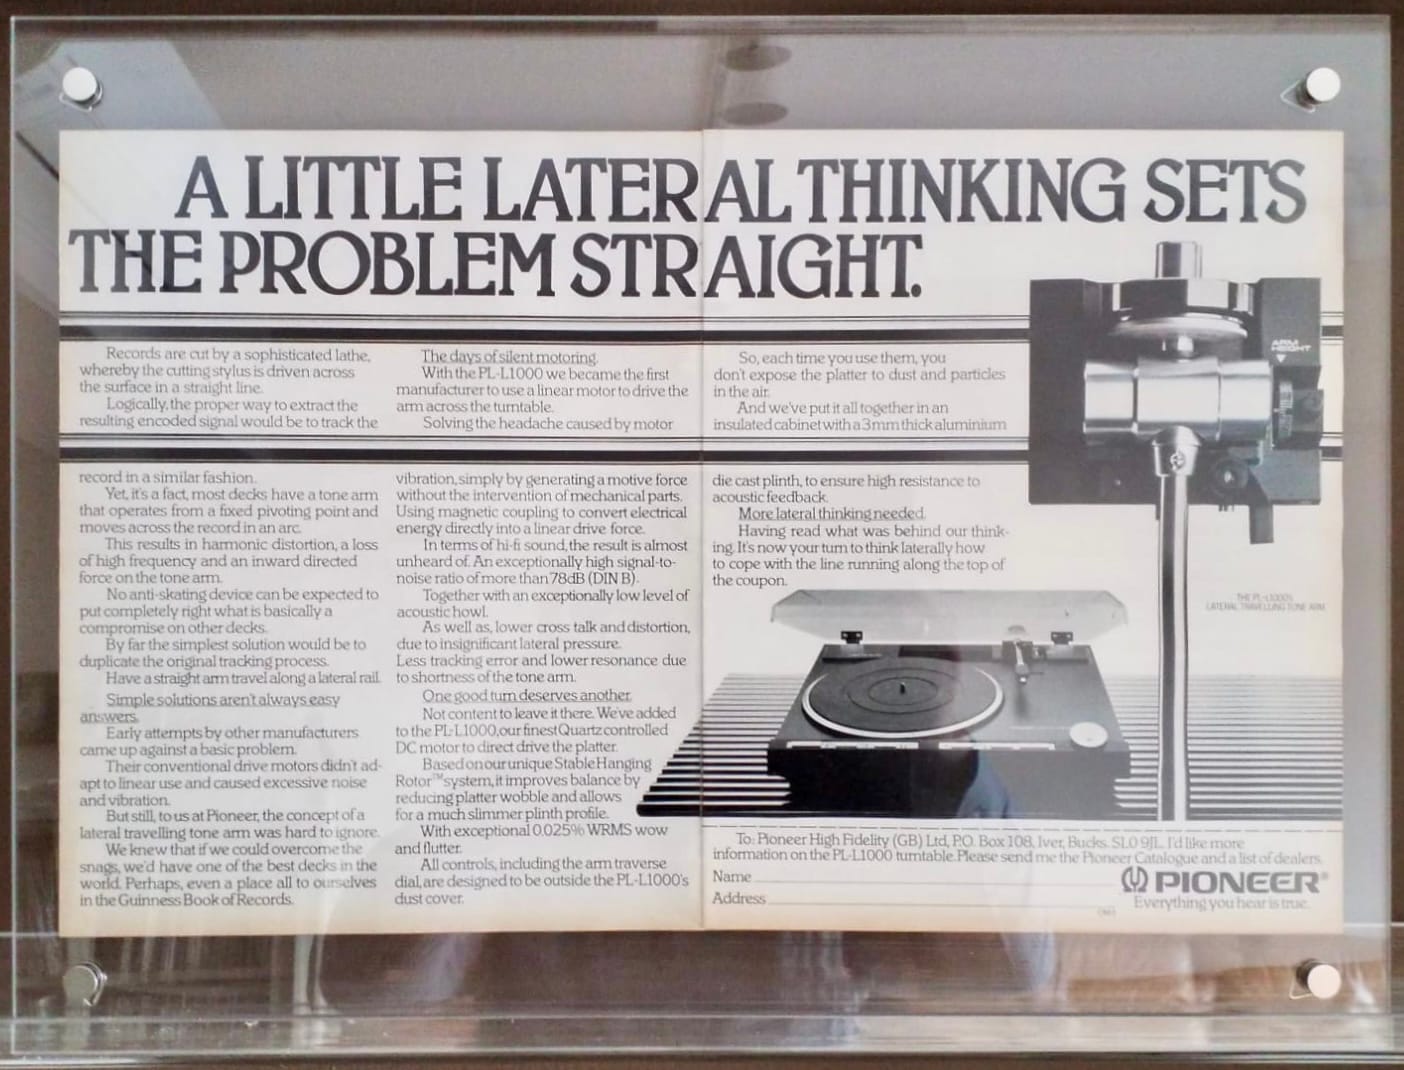 A LITTLE LATERAL THINKING SETS
THE PROBLEM STRAIGHT.
Records are cut by a sophisticated lathe,
whereby the cutting stylus is driven across
the surface in a straight line.
Logically, the proper way to extract the
resulting encoded signal would be to track the
record in a similar fashion.
Yet, it's a fact, most decks have a tone arm
that operates from a fixed pivoting point and
moves across the record in an arc.
This results in harmonic distortion, a loss
of high frequency and an inward directed
force on the tone arm.
No anti-skating device can be expected to
put completely right what is basically a
compromise on other decks.
By far the simplest solution would be to
duplicate the original tracking process.
Have a straight arm travel along a lateral rail.
Simple solutions aren't always easy
answers.
Early attempts by other manufacturers
came up against a basic problem.
Their conventional drive motors didn't ad-
apt to linear use and caused excessive noise
and vibration.
But still, to us at Pioneer, the concept of a
lateral travelling tone arm was hard to ignore.
We knew that if we could overcome the
snags, we'd have one of the best decks in the
world. Perhaps, even a place all to ourselves
in the Guinness Book of Records.
The days of silent motoring.
With the PL-L1000 we became the first
manufacturer to use a linear motor to drive the
arm across the turntable.
Solving the headache caused by motor
vibration, simply by generating a motive force
without the intervention of mechanical parts.
Using magnetic coupling to convert electrical
energy directly into a linear drive force.
In terms of hi-fi sound, the result is almost
unheard of. An exceptionally high signal-to-
noise ratio of more than 78dB (DIN B).
Together with an exceptionally low level of
acoustic howl.
As well as, lower cross talk and distortion,
due to insignificant lateral pressure.
Less tracking error and lower resonance due
to shortness of the tone arm.
One good turn deserves another.
Not content to leave it there. We've added
to the PL-L1000, our finest Quartz controlled
DC motor to direct drive the platter.
Based on our unique Stable Hanging
Rotor™ system, it improves balance by
reducing platter wobble and allows
for a much slimmer plinth profile.
With exceptional 0.025% WRMS wow
and flutter.
All controls, including the arm traverse
dial, are designed to be outside the PL-L1000's
dust cover.
So, each time you use them, you
don't expose the platter to dust and particles
in the air.
And we've put it all together in an
insulated cabinet with a 3mm thick aluminium
die cast plinth, to ensure high resistance to
acoustic feedback.
More lateral thinking needed.
Having read what was behind our think-
ing. It's now your turn to think laterally how
to cope with the line running along the top of
the coupon.
ARM
HEIGHT
THE PL-L1000'S
LATERAL TRAVELLING TONE ARM
To: Pioneer High Fidelity (GB) Ltd, P.O. Box 108, Iver, Bucks. SL0 9JL. I'd like more
information on the PL-L1000 turntable. Please send me the Pioneer Catalogue and a list of dealers.
Name
Address
PIONEER®
Everything you hear is true.